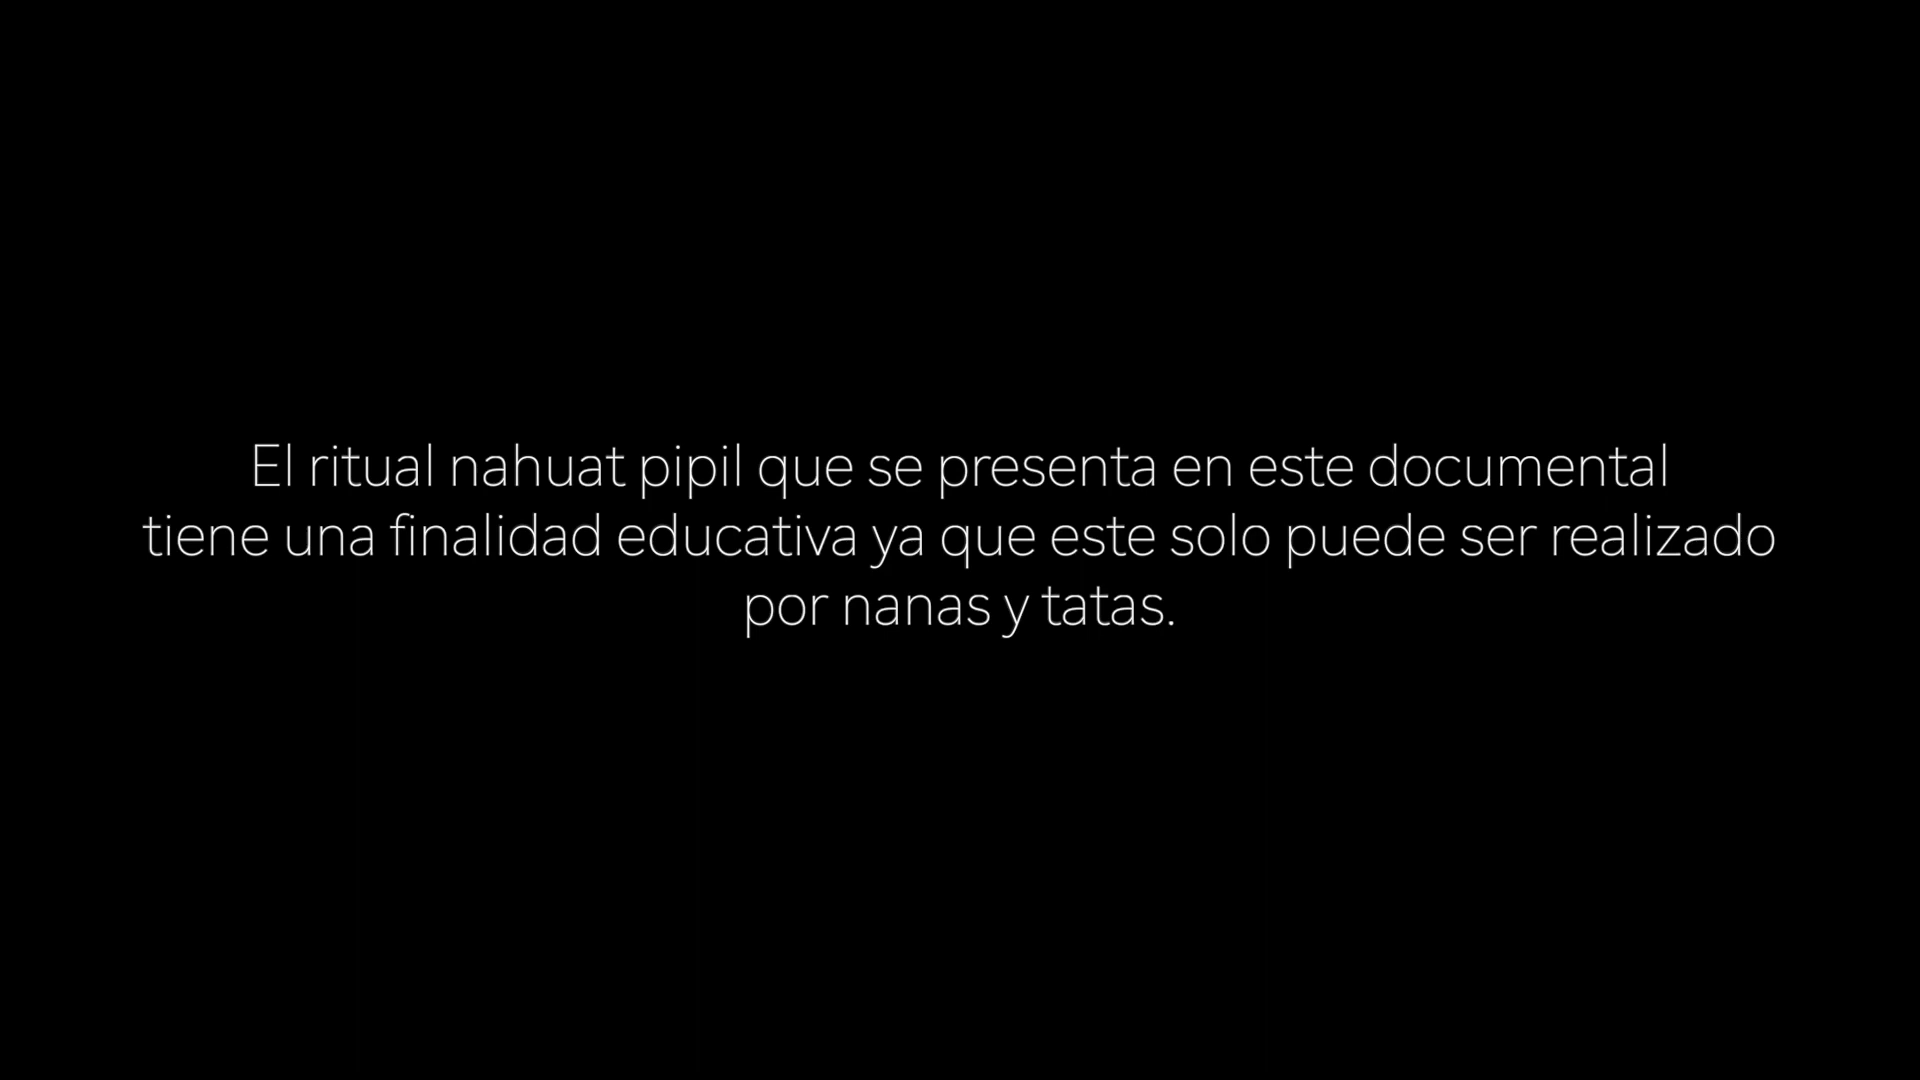 El ritual nahuat pipil que se presenta en este documental
tiene una finalidad educativa ya que este solo puede ser realizado
por nanas y tatas.